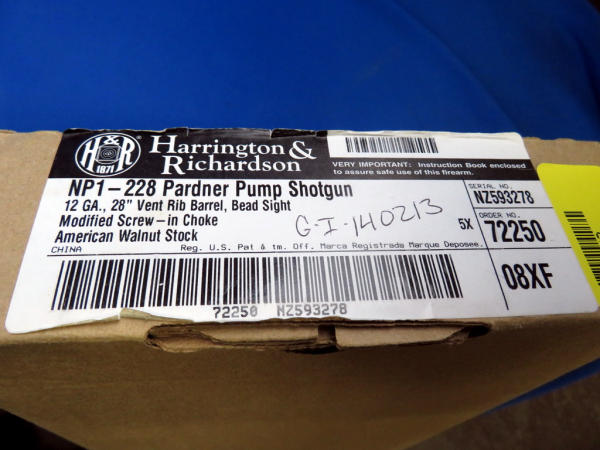 H&R
1871
Harrington &
Richardson
VERY IMPORTANT: Instruction Book enclosed
to assure safe use of this firearm.
NP1-228 Pardner Pump Shotgun
12 GA., 28" Vent Rib Barrel, Bead Sight
Modified Screw-in Choke
American Walnut Stock
G-I-140213
5X
SERIAL NO.
NZ593278
ORDER NO.
72250
CHINA
Reg. U.S. Pat & tm. Off. Marca Registrada Marque Deposee.
08XF
72250 NZ593278